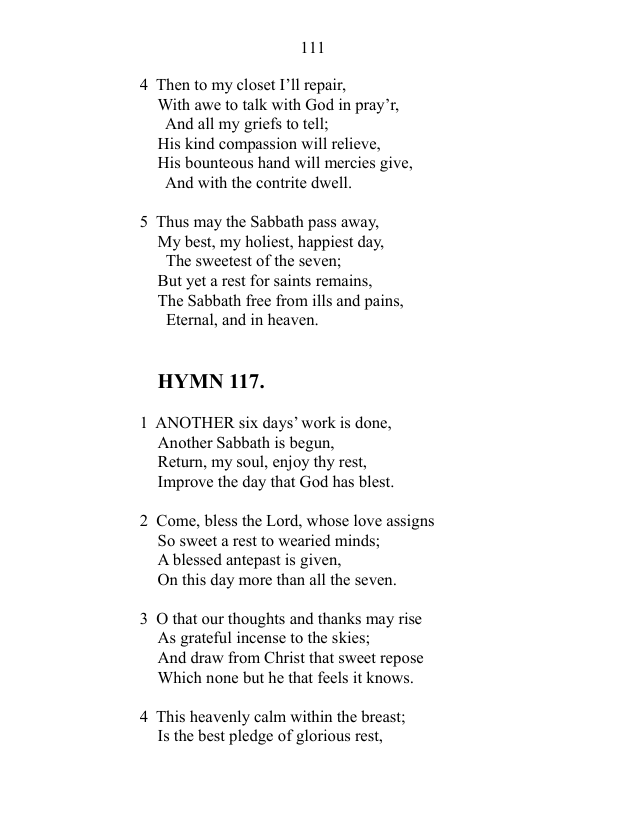 111
4 Then to my closet I’ll repair,
With awe to talk with God in pray’r,
And all my griefs to tell;
His kind compassion will relieve,
His bounteous hand will mercies give,
And with the contrite dwell.
5 Thus may the Sabbath pass away,
My best, my holiest, happiest day,
The sweetest of the seven;
But yet a rest for saints remains,
The Sabbath free from ills and pains,
Eternal, and in heaven.
HYMN 117.
1 ANOTHER six days’ work is done,
Another Sabbath is begun,
Return, my soul, enjoy thy rest,
Improve the day that God has blest.
2 Come, bless the Lord, whose love assigns
So sweet a rest to wearied minds;
A blessed antepast is given,
On this day more than all the seven.
3 O that our thoughts and thanks may rise
As grateful incense to the skies;
And draw from Christ that sweet repose
Which none but he that feels it knows.
4 This heavenly calm within the breast;
Is the best pledge of glorious rest,